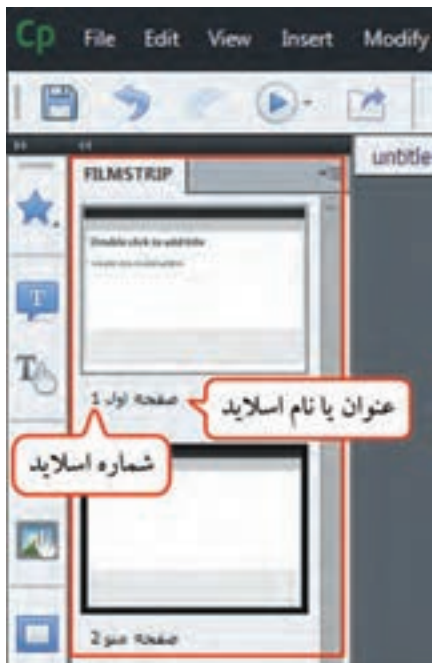 Cp File Edit View Insert Modify
untitle
FILMSTRIP
Double click to add title
1 صفحه اول
عنوان یا نام اسلاید
شماره اسلاید
2 صفحه منو